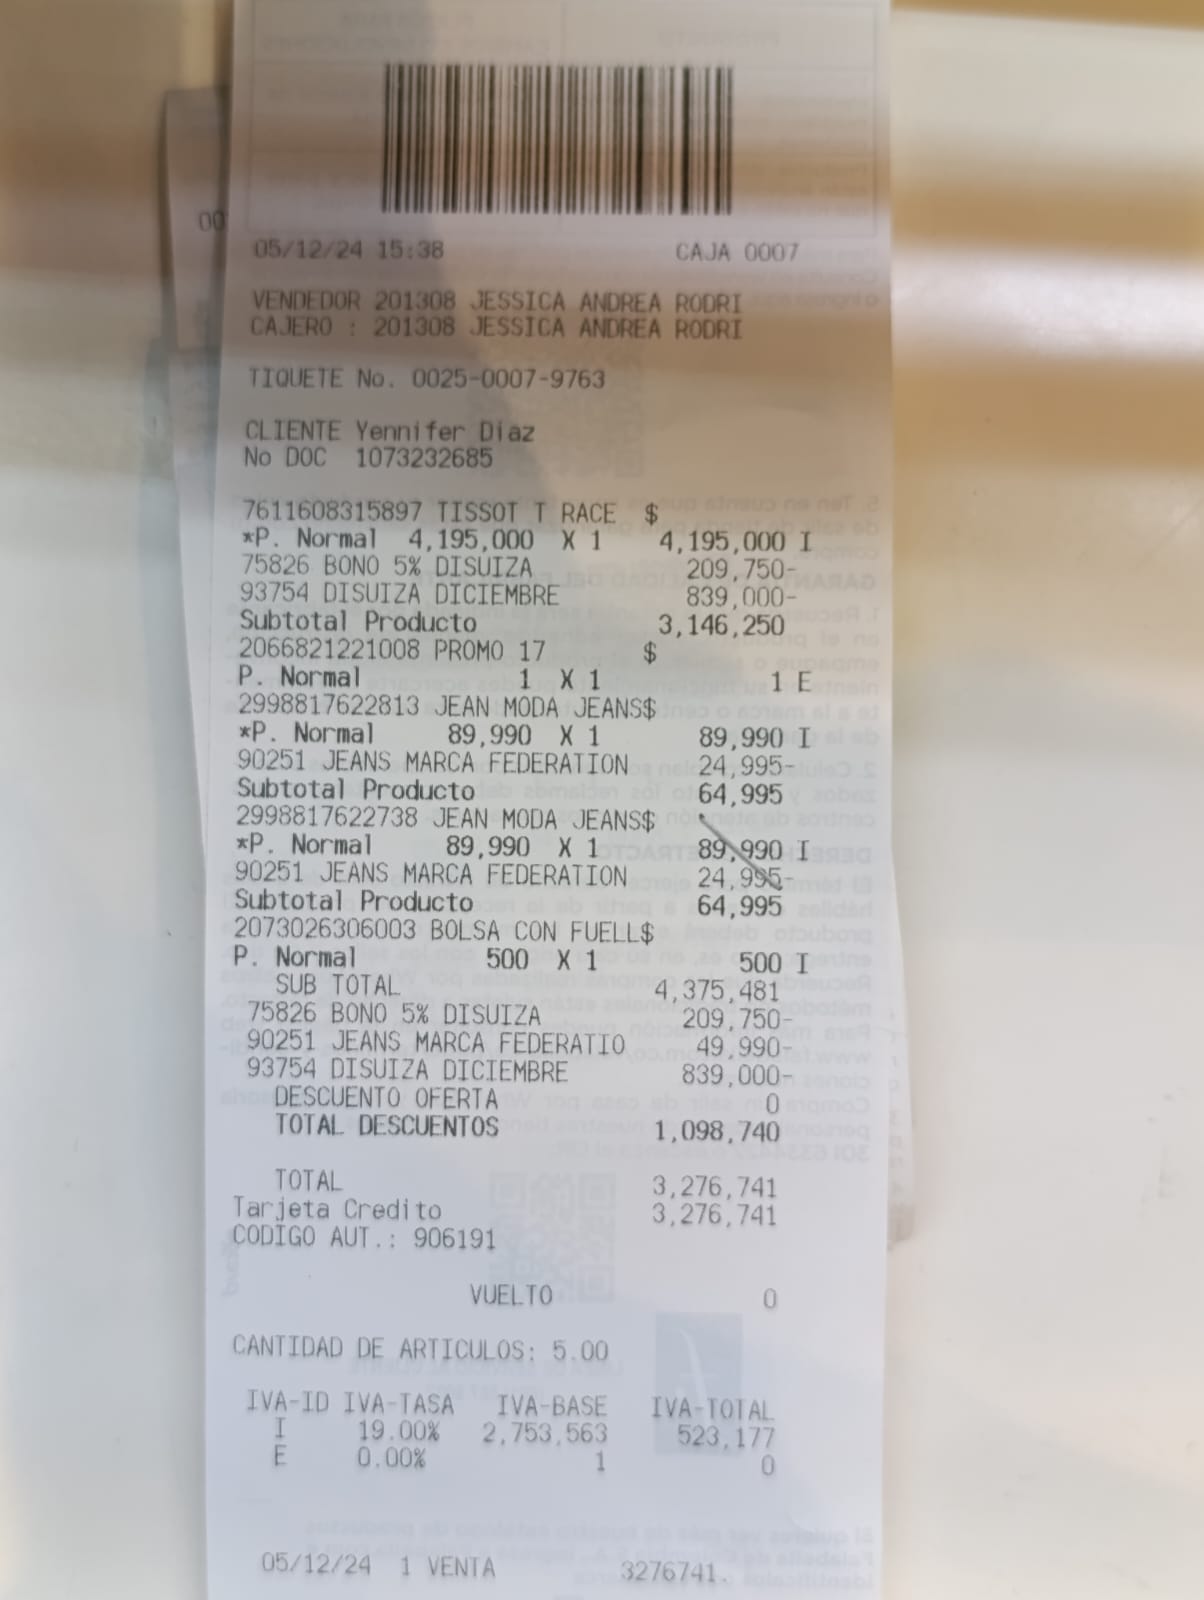 00
05/12/24 15:38 CAJA 0007
VENDEDOR 201308 JESSICA ANDREA RODRI
CAJERO : 201308 JESSICA ANDREA RODRI
TIQUETE No. 0025-0007-9763
CLIENTE Yennifer Diaz
No DOC 1073232685
7611608315897 TISSOT T RACE $
*P. Normal 4,195,000 X 1 4,195,000 I
75826 BONO 5% DISUIZA 209,750-
93754 DISUIZA DICIEMBRE 839,000-
Subtotal Producto 3,146,250
2066821221008 PROMO 17 $
P. Normal 1 X 1 1 E
2998817622813 JEAN MODA JEANS$
*P. Normal 89,990 X 1 89,990 I
90251 JEANS MARCA FEDERATION 24,995-
Subtotal Producto 64,995
2998817622738 JEAN MODA JEANS$
*P. Normal 89,990 X 1 89,990 I
90251 JEANS MARCA FEDERATION 24,995-
Subtotal Producto 64,995
2073026306003 BOLSA CON FUELL$
P. Normal 500 X 1 500 I
SUB TOTAL 4,375,481
75826 BONO 5% DISUIZA 209,750-
90251 JEANS MARCA FEDERATIO 49,990-
93754 DISUIZA DICIEMBRE 839,000-
DESCUENTO OFERTA 0
TOTAL DESCUENTOS 1,098,740
TOTAL 3,276,741
Tarjeta Credito 3,276,741
CODIGO AUT.: 906191
VUELTO 0
CANTIDAD DE ARTICULOS: 5.00
IVA-ID IVA-TASA IVA-BASE IVA-TOTAL
I 19.00% 2,753,563 523,177
E 0.00% 1 0
05/12/24 1 VENTA 3276741.